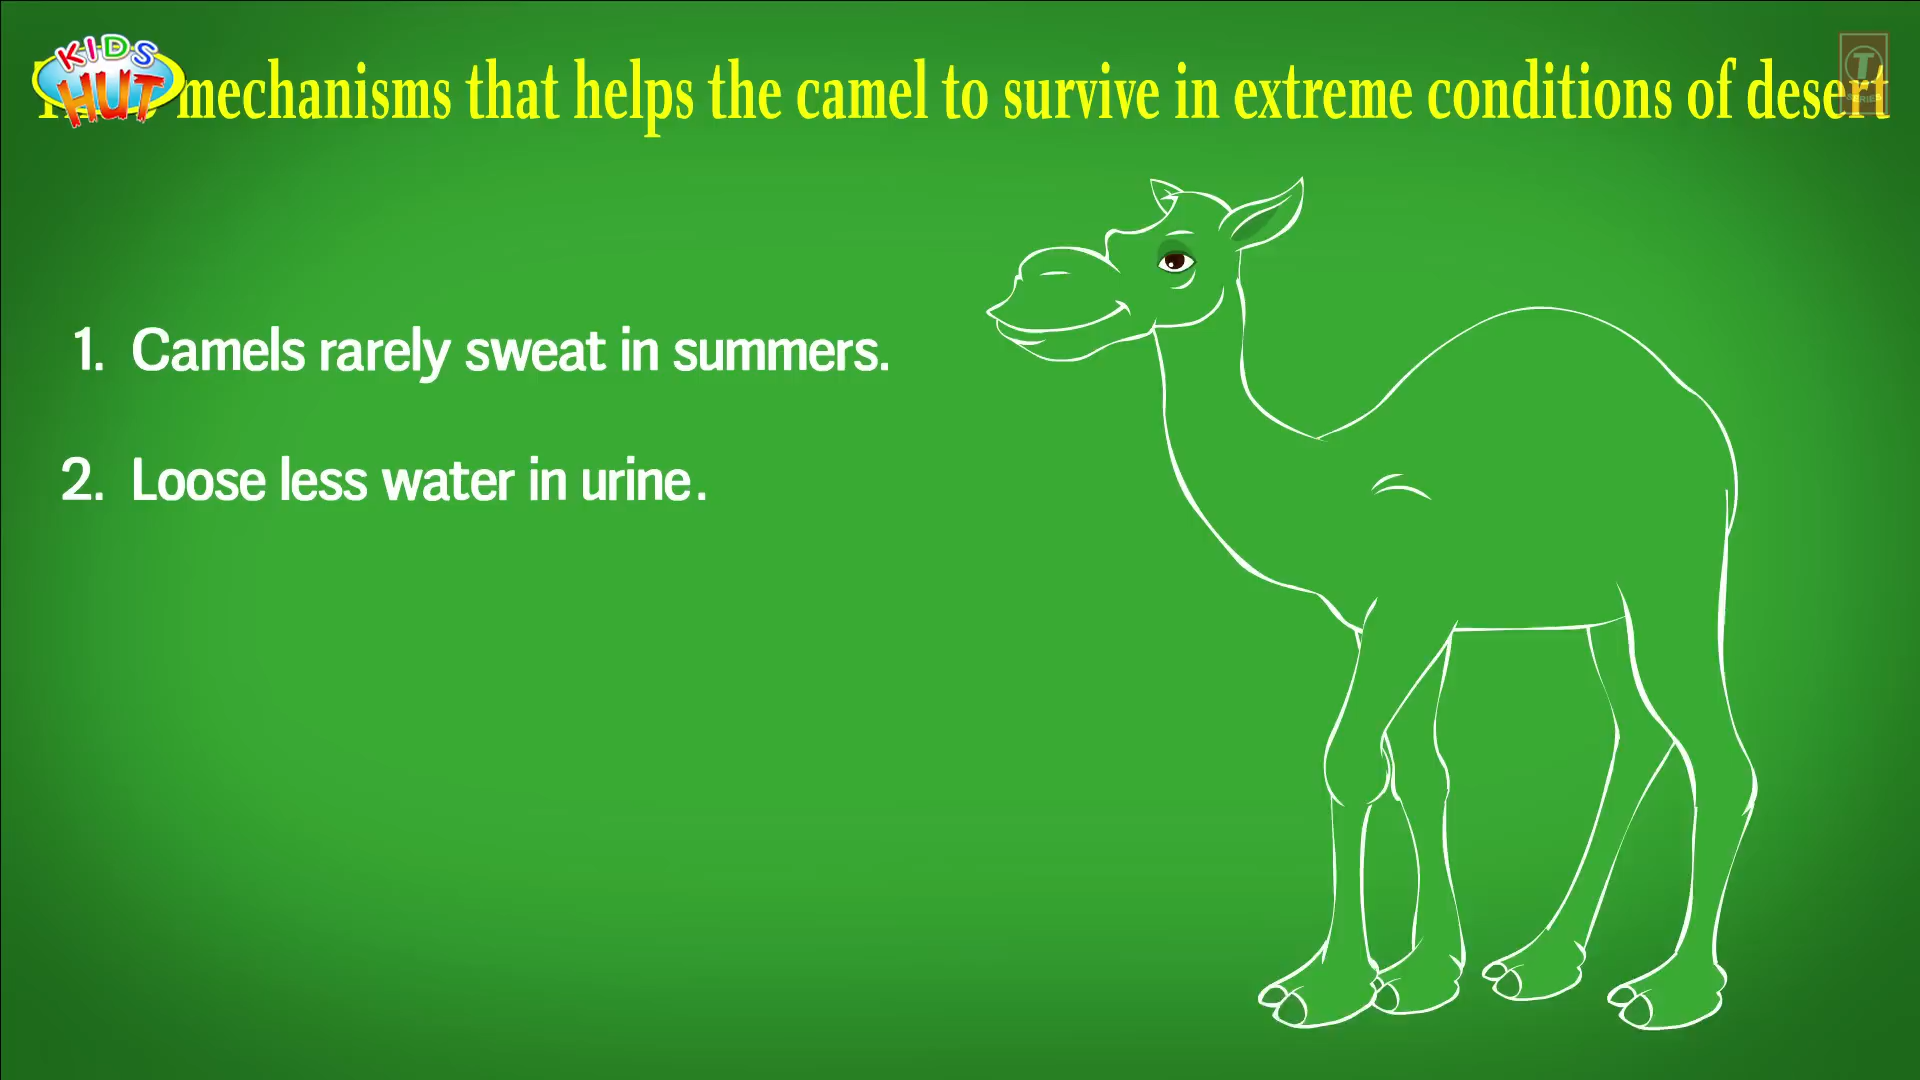 KIDS
HUT
mechanisms that helps the camel to survive in extreme conditions of desert
T
SERIES
1. Camels rarely sweat in summers.
2. Loose less water in urine.